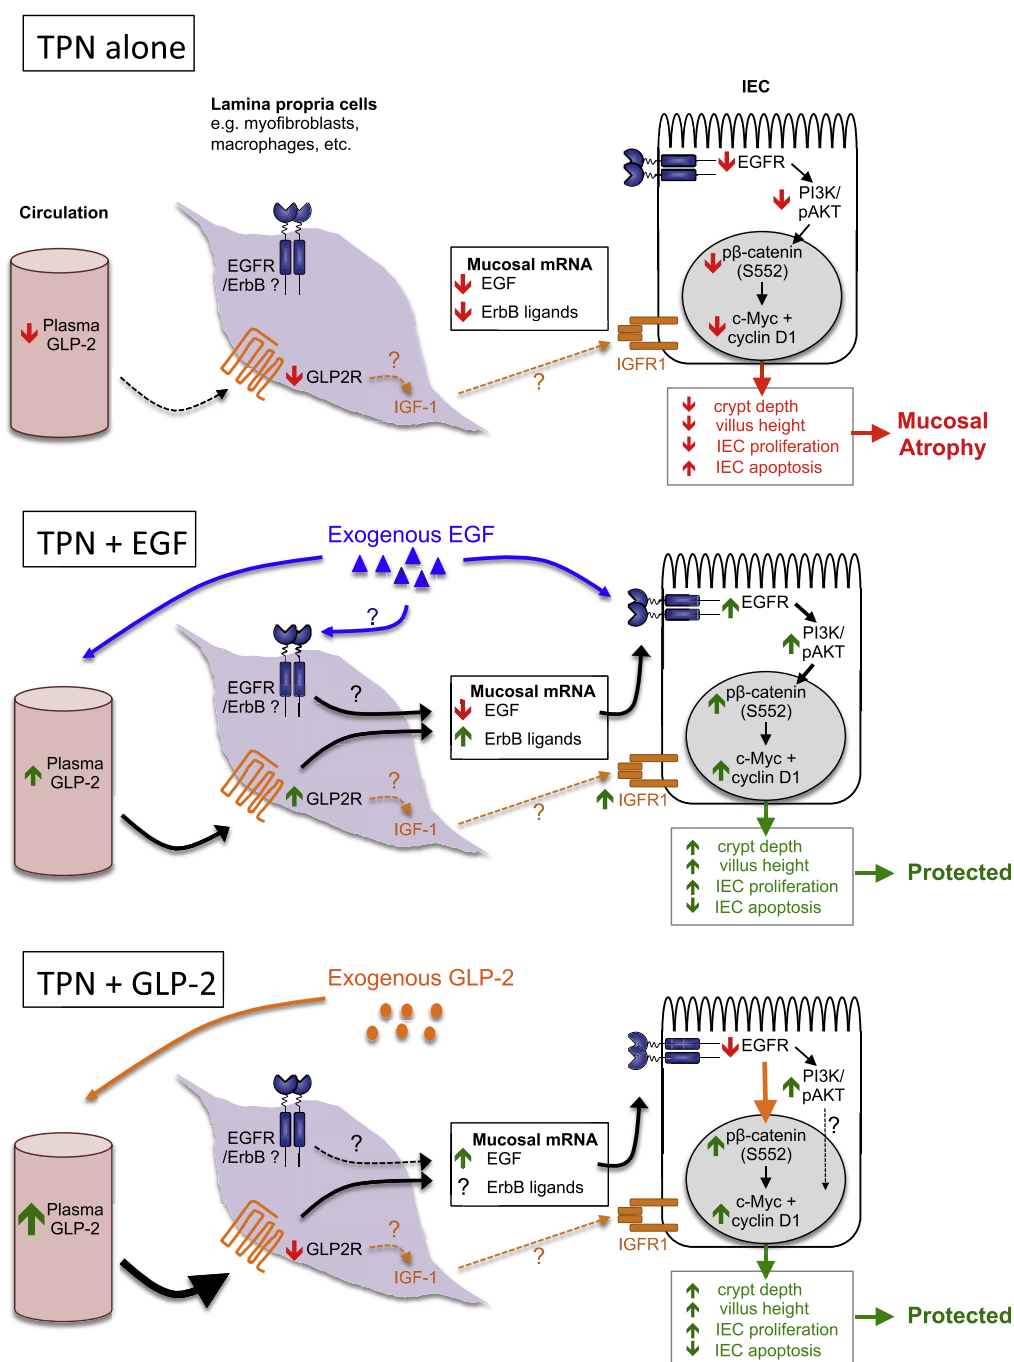 TPN alone
Lamina propria cells
e.g. myofibroblasts,
macrophages, etc.
IEC
Circulation
EGFR
PI3K/
pAKT
EGFR
/ErbB ?
Mucosal mRNA
EGF
ErbB ligands
pβ-catenin
(S552)
c-Myc +
cyclin D1
Plasma
GLP-2
GLP2R
?
IGF-1
?
IGFR1
crypt depth
villus height
IEC proliferation
IEC apoptosis
Mucosal
Atrophy
TPN + EGF
Exogenous EGF
?
EGFR
PI3K/
pAKT
EGFR
/ErbB ?
?
Mucosal mRNA
EGF
ErbB ligands
pβ-catenin
(S552)
c-Myc +
cyclin D1
Plasma
GLP-2
GLP2R
?
IGF-1
?
IGFR1
crypt depth
villus height
IEC proliferation
IEC apoptosis
Protected
TPN + GLP-2
Exogenous GLP-2
EGFR
PI3K/
pAKT
?
EGFR
/ErbB ?
?
Mucosal mRNA
EGF
? ErbB ligands
pβ-catenin
(S552)
c-Myc +
cyclin D1
Plasma
GLP-2
GLP2R
?
IGF-1
?
IGFR1
crypt depth
villus height
IEC proliferation
IEC apoptosis
Protected